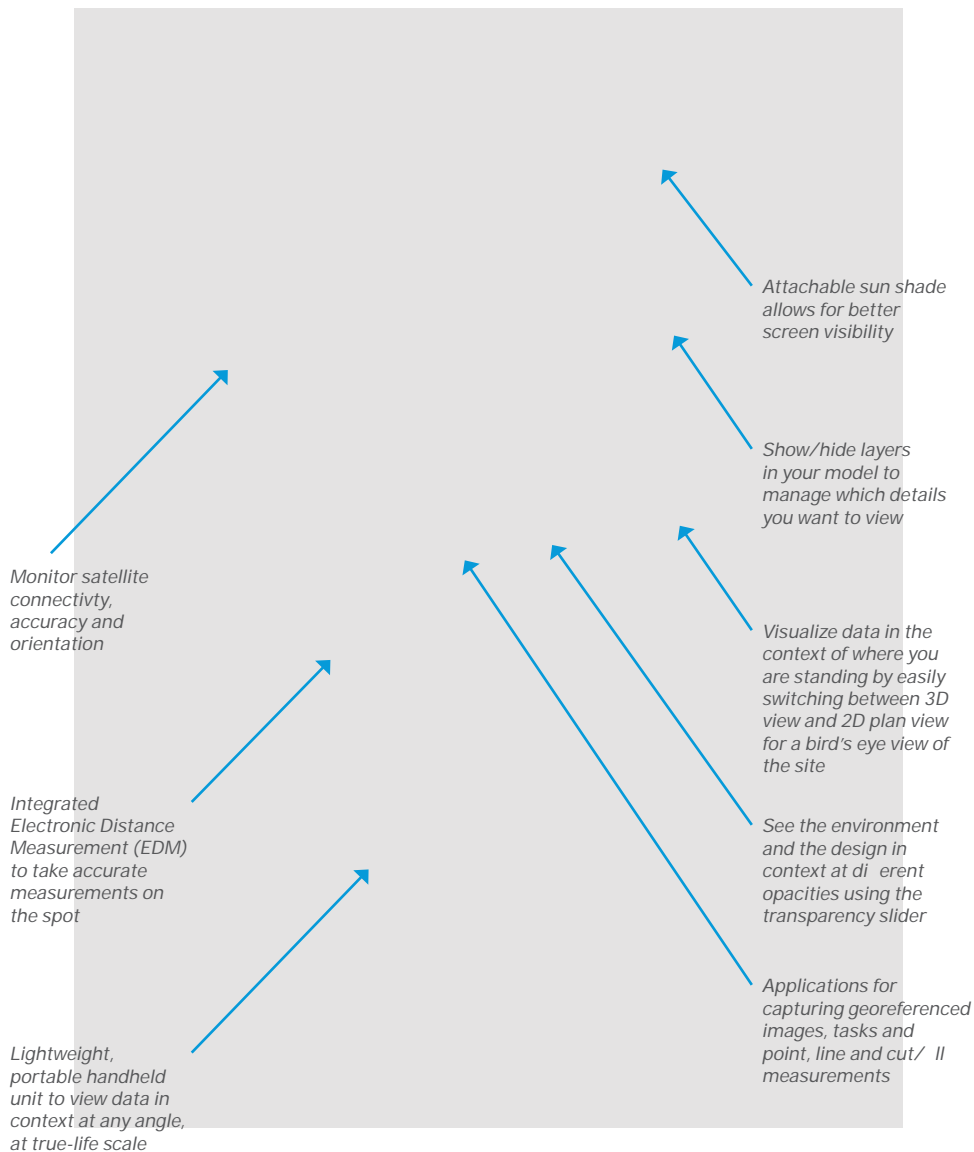 Attachable sun shade
allows for better
screen visibility
Show/hide layers
in your model to
manage which details
you want to view
Monitor satellite
connectivty,
accuracy and
orientation
Visualize data in the
context of where you
are standing by easily
switching between 3D
view and 2D plan view
for a bird's eye view of
the site
Integrated
Electronic Distance
Measurement (EDM)
to take accurate
measurements on
the spot
See the environment
and the design in
context at di erent
opacities using the
transparency slider
Applications for
capturing georeferenced
images, tasks and
point, line and cut/ ll
measurements
Lightweight,
portable handheld
unit to view data in
context at any angle,
at true-life scale